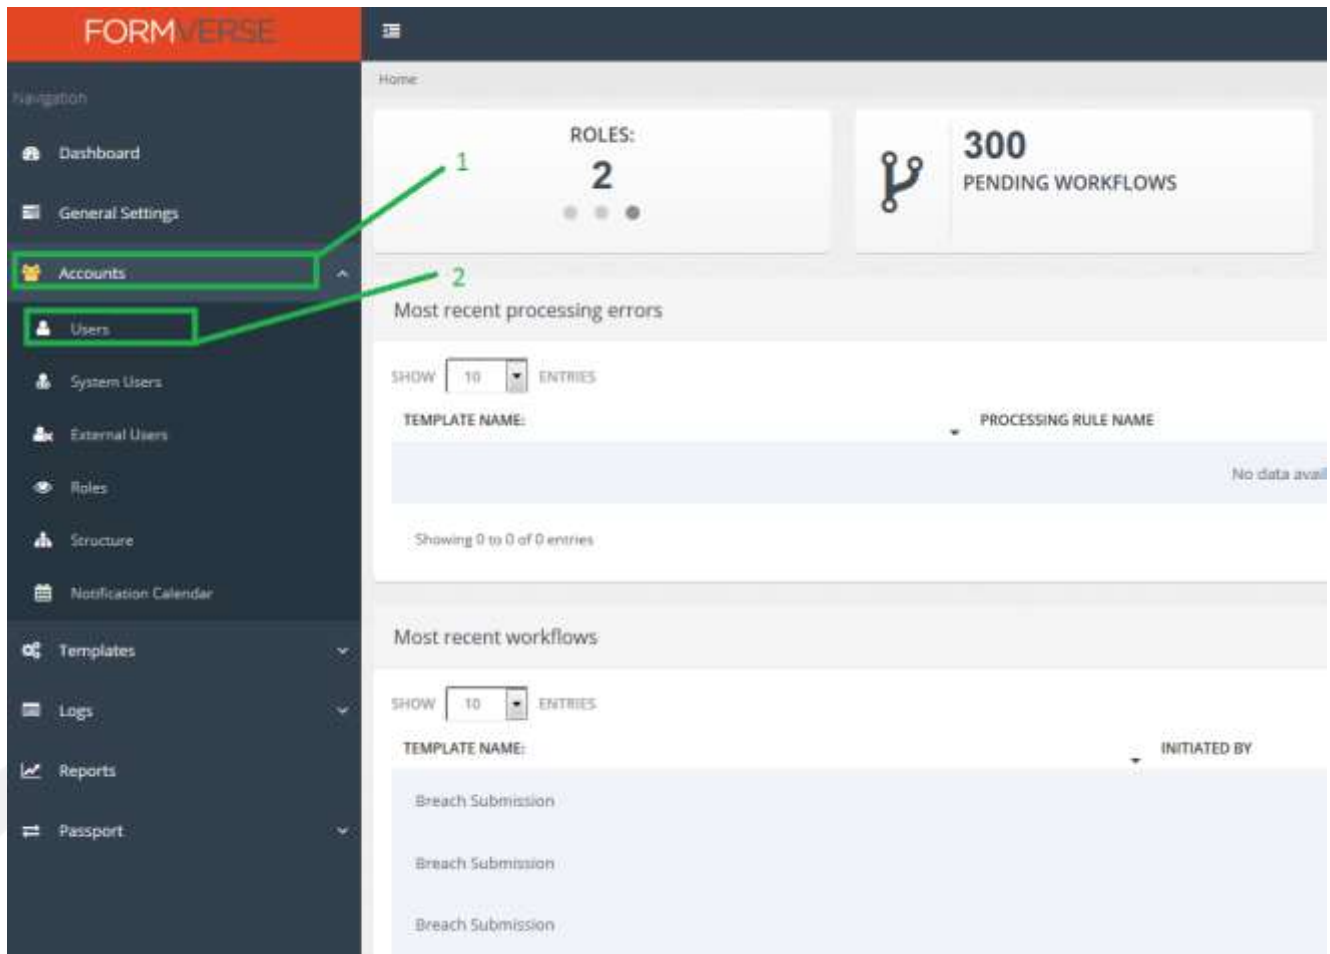 FORMVERSE
Navigation
Dashboard
General Settings
Accounts
Users
System Users
External Users
Roles
Structure
Notification Calendar
Templates
Logs
Reports
Passport
1
2
Home
ROLES:
2
300
PENDING WORKFLOWS
Most recent processing errors
SHOW 10 ENTRIES
TEMPLATE NAME: PROCESSING RULE NAME
No data avail
Showing 0 to 0 of 0 entries
Most recent workflows
SHOW 10 ENTRIES
TEMPLATE NAME: INITIATED BY
Breach Submission
Breach Submission
Breach Submission